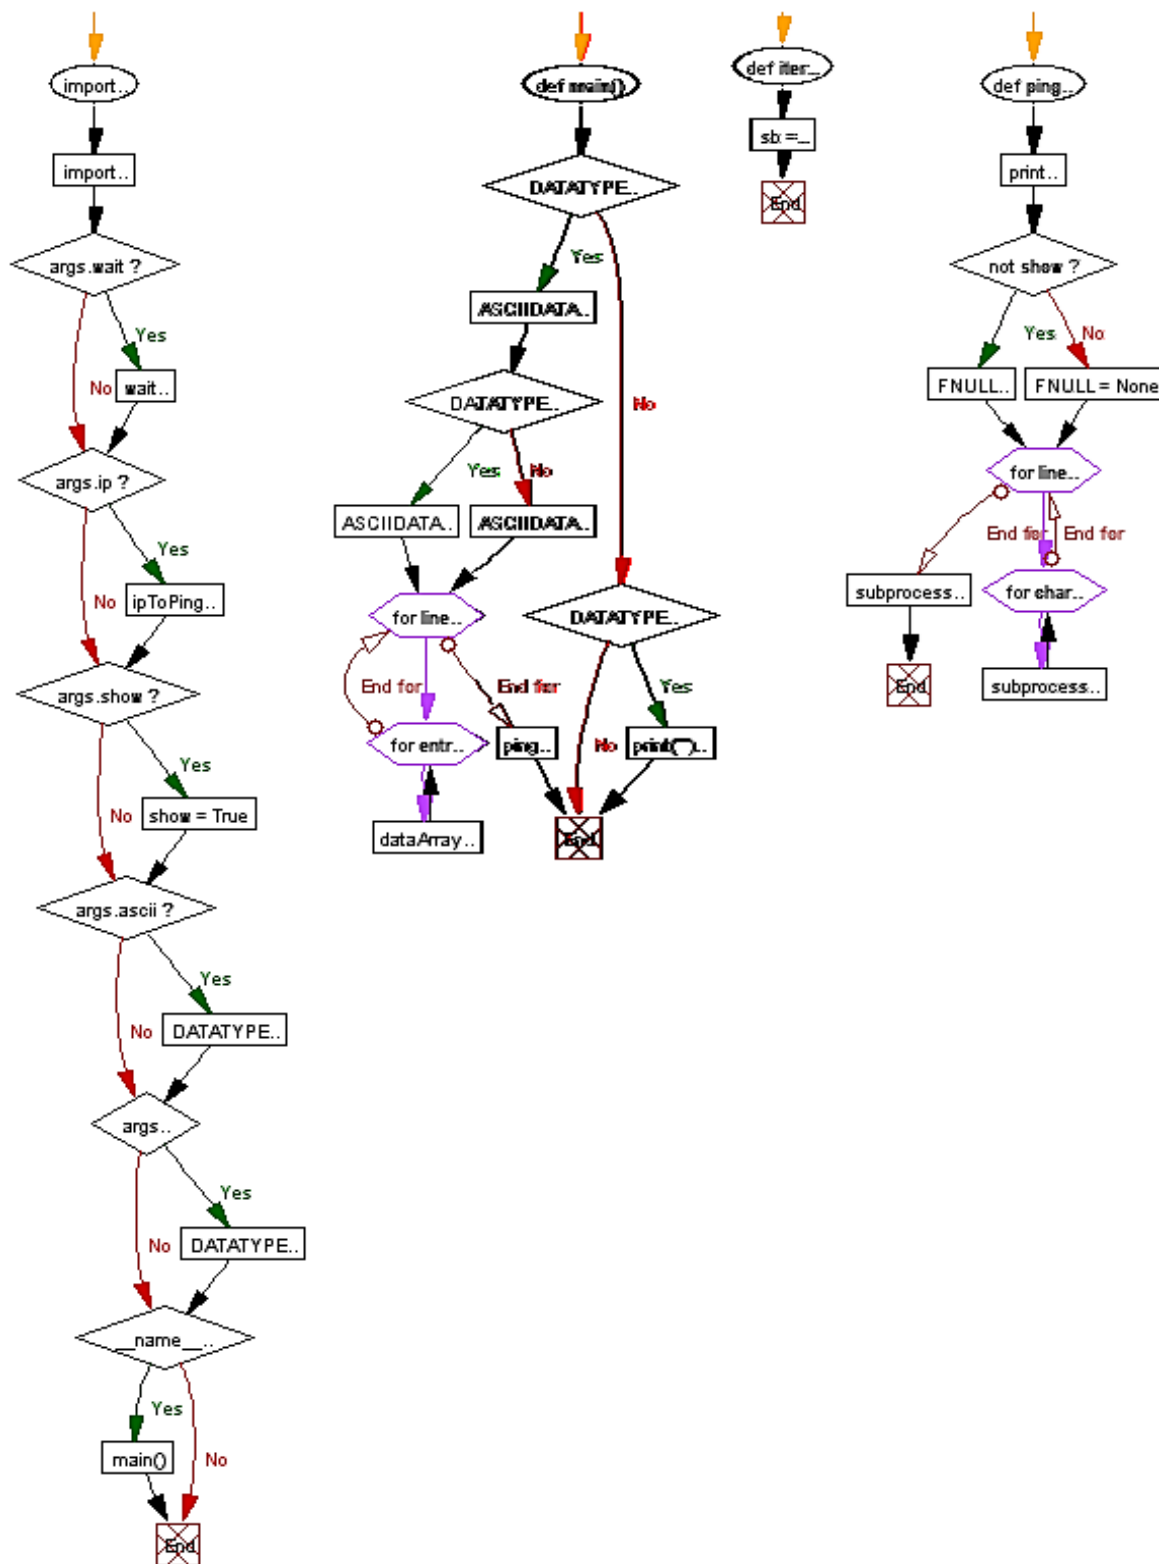 import..
import..
args.wait ?
Yes
No
wait..
args.ip ?
Yes
No
ipToPing..
args.show ?
Yes
No
show = True
args.ascii ?
Yes
No
DATATYPE..
args..
Yes
No
DATATYPE..
__name__..
Yes
main()
No
End
def main()
DATATYPE..
Yes
ASCIIDATA..
DATATYPE..
No
Yes
No
ASCIIDATA..
ASCIIDATA..
for line..
DATATYPE..
End for
End for
Yes
for entr..
ping..
No
print("")..
dataArray..
End
def iter..
sb =..
End
def ping..
print..
not show ?
Yes
No
FNULL..
FNULL = None
for line..
End for
End for
subprocess..
for char..
End
subprocess..